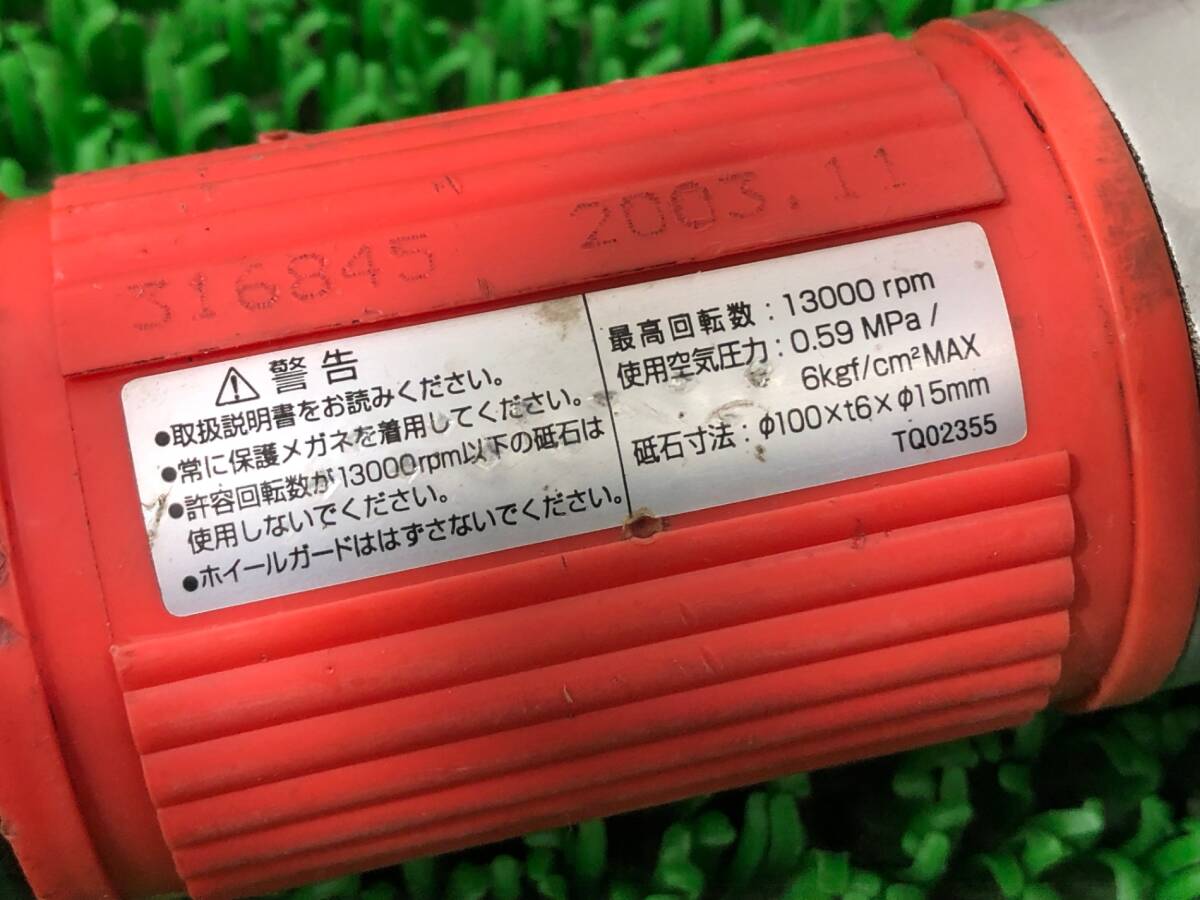 316845 2003.11
⚠警告
●取扱説明書をお読みください。
●常に保護メガネを着用してください。
●許容回転数が13000rpm以下の砥石は
使用しないでください。
●ホイールガードははずさないでください。
最高回転数：13000 rpm
使用空気圧力：0.59 MPa /
6kgf/cm²MAX
砥石寸法：φ100×t6×φ15mm
TQ02355